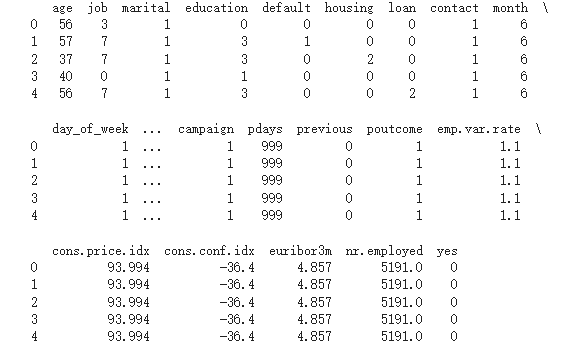 age job marital education default housing loan contact month \
0 56 3 1 0 0 0 0 1 6
1 57 7 1 3 1 0 0 1 6
2 37 7 1 3 0 2 0 1 6
3 40 0 1 1 0 0 0 1 6
4 56 7 1 3 0 0 2 1 6
day_of_week ... campaign pdays previous poutcome emp.var.rate \
0 1 ... 1 999 0 1 1.1
1 1 ... 1 999 0 1 1.1
2 1 ... 1 999 0 1 1.1
3 1 ... 1 999 0 1 1.1
4 1 ... 1 999 0 1 1.1
cons.price.idx cons.conf.idx euribor3m nr.employed yes
0 93.994 -36.4 4.857 5191.0 0
1 93.994 -36.4 4.857 5191.0 0
2 93.994 -36.4 4.857 5191.0 0
3 93.994 -36.4 4.857 5191.0 0
4 93.994 -36.4 4.857 5191.0 0